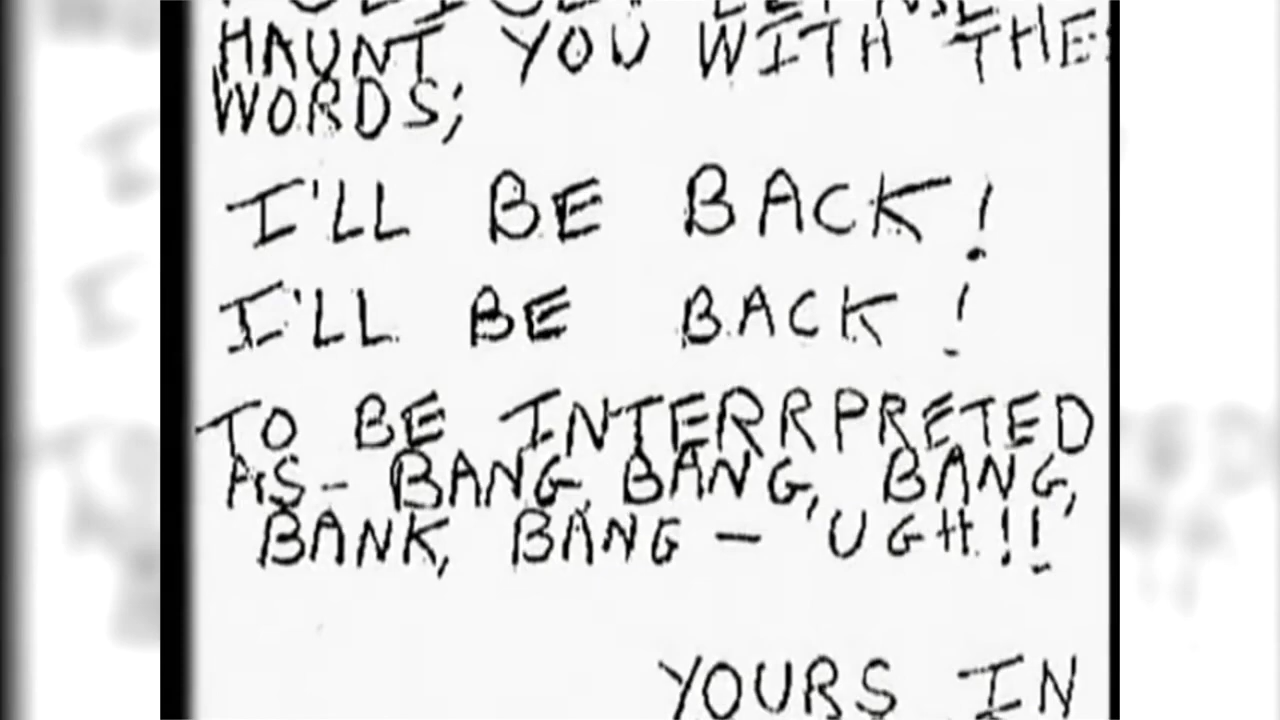 HAUNT YOU WITH THE
WORDS;
I'LL BE BACK!
I'LL BE BACK!
TO BE INTERRPRETED
AS - BANG, BANG, BANG,
BANK, BANG — UGH!!
YOURS IN